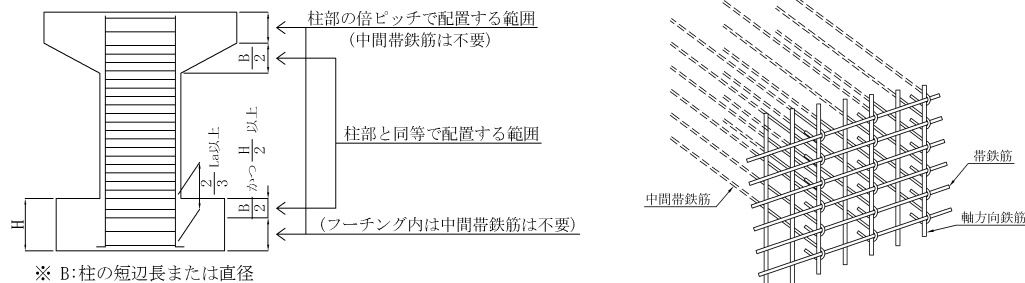 柱部の倍ピッチで配置する範囲
(中間帯鉄筋は不要)
B/2
柱部と同等で配置する範囲
2/3 La以上
かつ H/2 以上
H
B/2
(フーチング内は中間帯鉄筋は不要)
※ B:柱の短辺長または直径
帯鉄筋
中間帯鉄筋
軸方向鉄筋